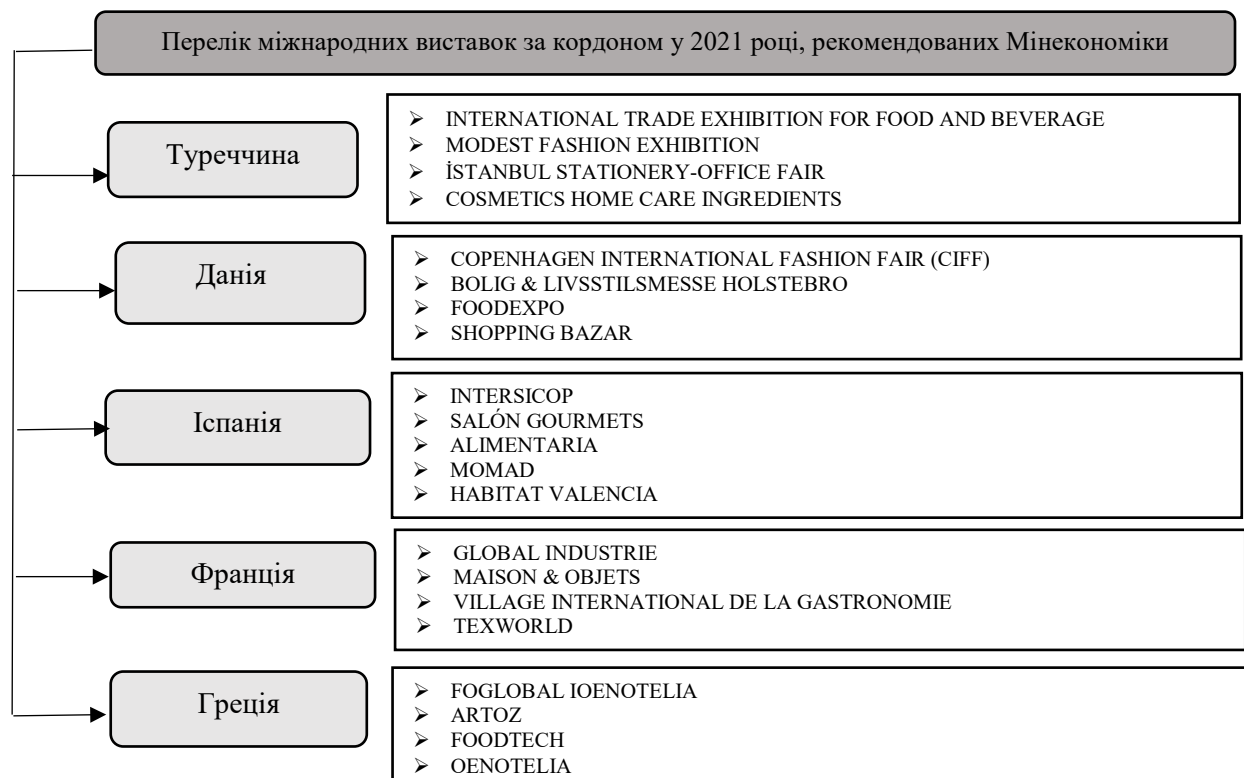 Перелік міжнародних виставок за кордоном у 2021 році, рекомендованих Мінекономіки
Туреччина
INTERNATIONAL TRADE EXHIBITION FOR FOOD AND BEVERAGE
MODEST FASHION EXHIBITION
İSTANBUL STATIONERY-OFFICE FAIR
COSMETICS HOME CARE INGREDIENTS
Данія
COPENHAGEN INTERNATIONAL FASHION FAIR (CIFF)
BOLIG & LIVSSTILSMESSE HOLSTEBRO
FOODEXPO
SHOPPING BAZAR
Іспанія
INTERSICOP
SALÓN GOURMETS
ALIMENTARIA
MOMAD
HABITAT VALENCIA
Франція
GLOBAL INDUSTRIE
MAISON & OBJETS
VILLAGE INTERNATIONAL DE LA GASTRONOMIE
TEXWORLD
Греція
FOGLOBAL IOENOTELIA
ARTOZ
FOODTECH
OENOTELIA